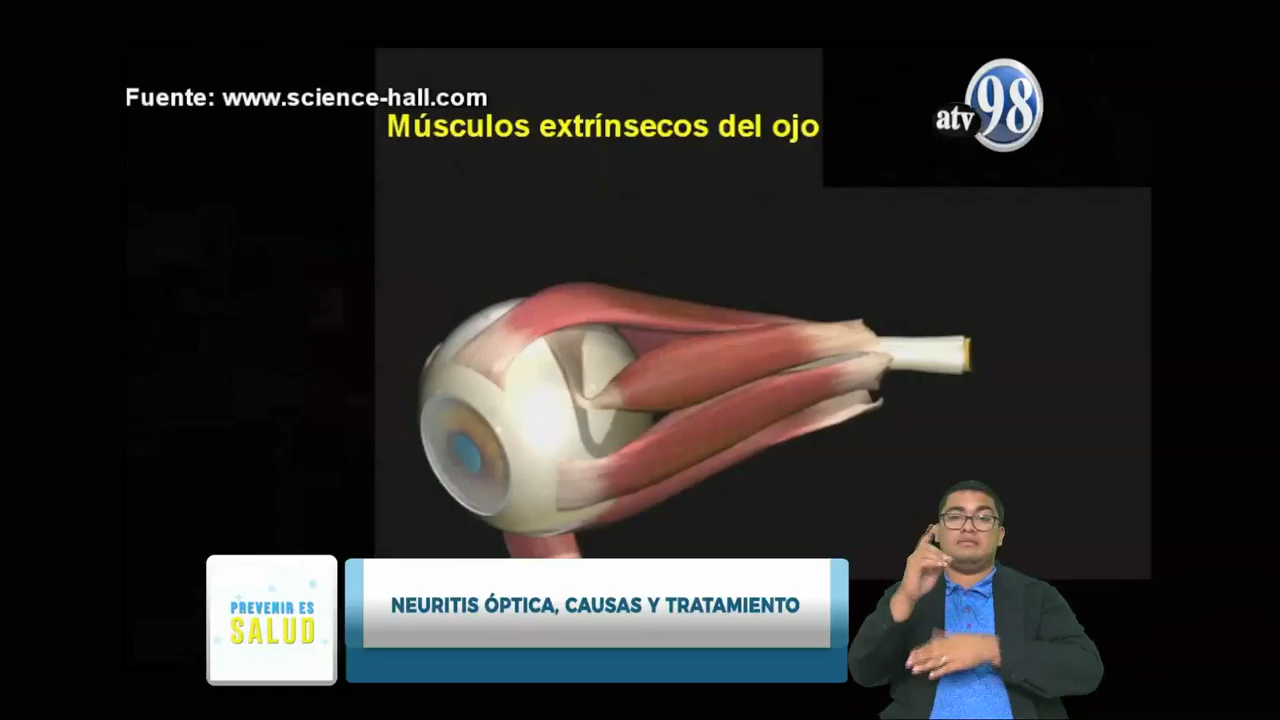 Fuente: www.science-hall.com
Músculos extrínsecos del ojo
atv 98
PREVENIR ES
SALUD
NEURITIS ÓPTICA, CAUSAS Y TRATAMIENTO